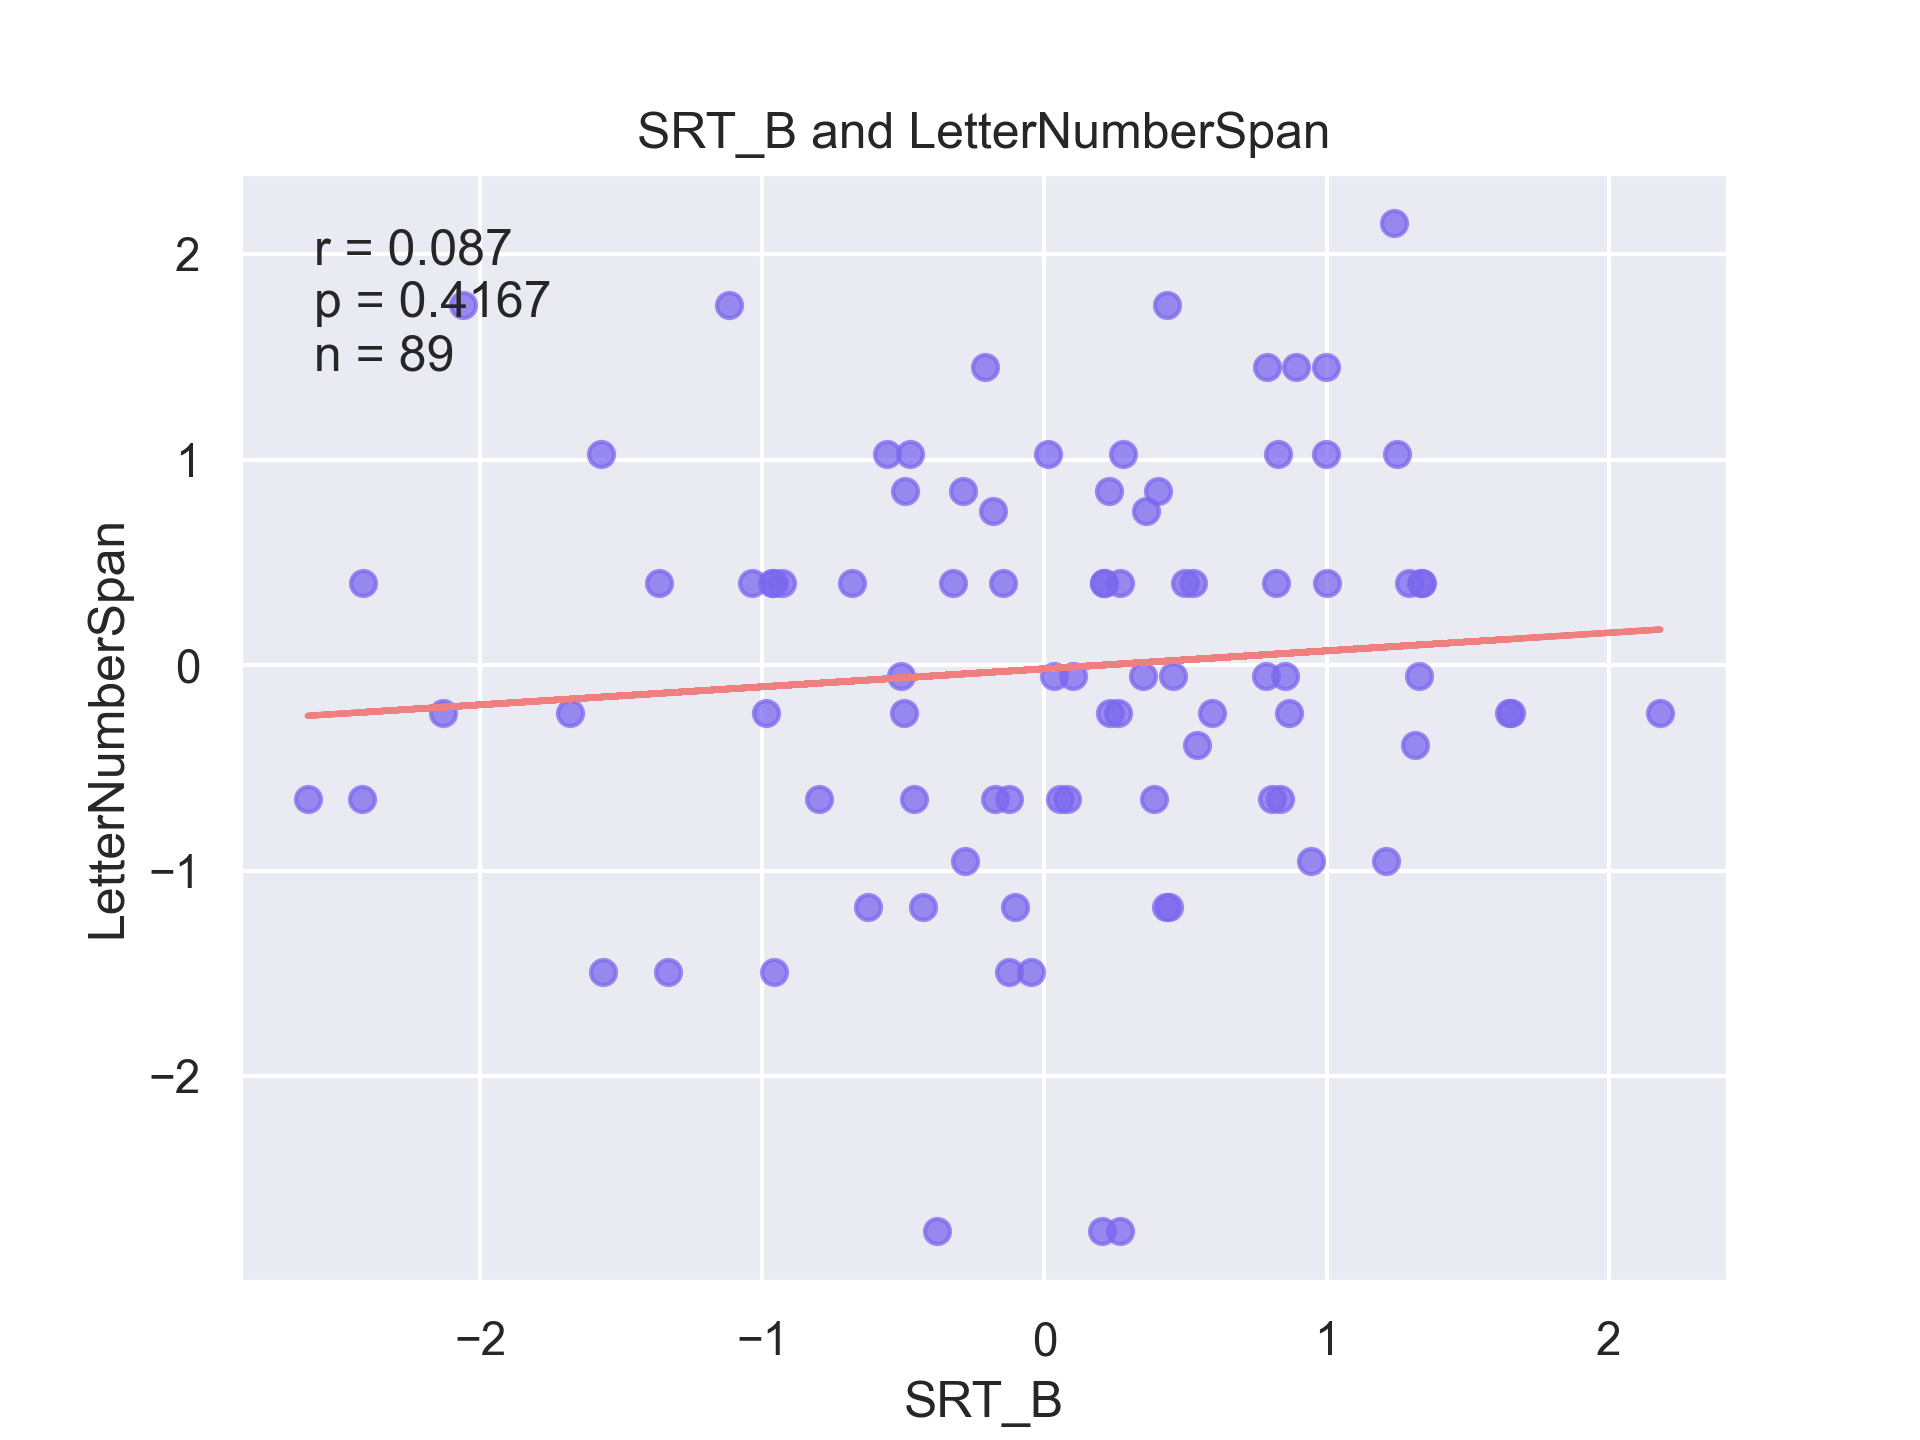 SRT_B and LetterNumberSpan
r = 0.087
p = 0.4167
n = 89
2
1
0
−1
−2
LetterNumberSpan
−2
−1
0
1
2
SRT_B